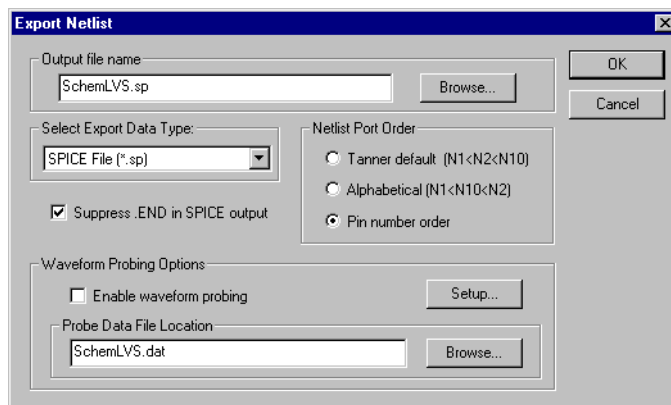 Export Netlist
Output file name
SchemLVS.sp
Browse...
OK
Cancel
Select Export Data Type:
SPICE File (*.sp)
Suppress .END in SPICE output
Netlist Port Order
Tanner default (N1<N2<N10)
Alphabetical (N1<N10<N2)
Pin number order
Waveform Probing Options
Enable waveform probing
Setup...
Probe Data File Location
SchemLVS.dat
Browse...